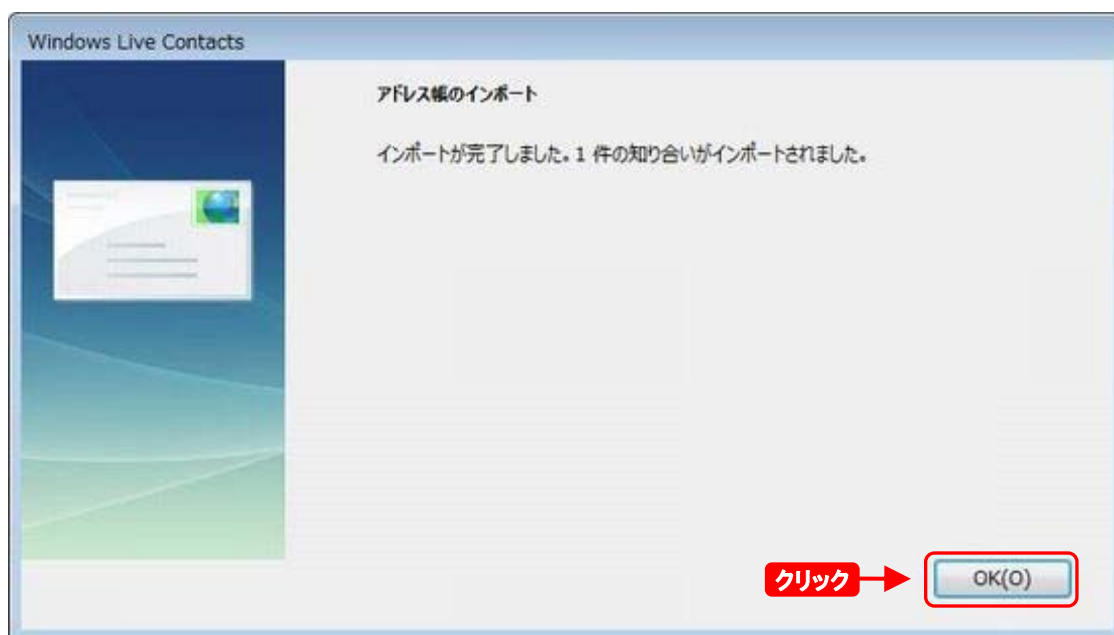 Windows Live Contacts
アドレス帳のインポート
インポートが完了しました。1 件の知り合いがインポートされました。
クリック
OK(O)